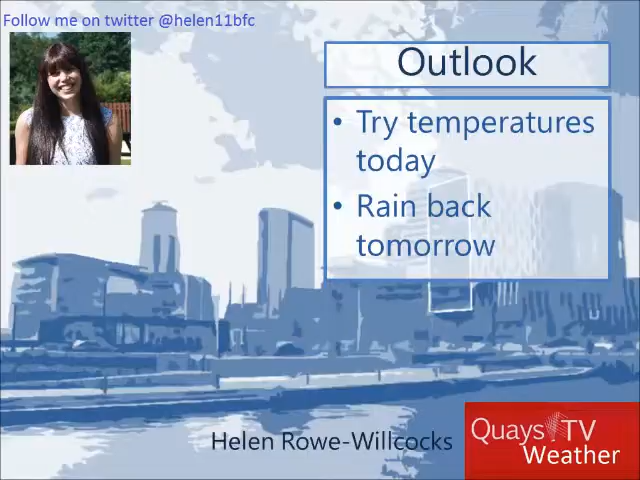 Follow me on twitter @helen11bfc
Outlook
• Try temperatures
today
• Rain back
tomorrow
Helen Rowe-Willcocks
Quays TV
Weather